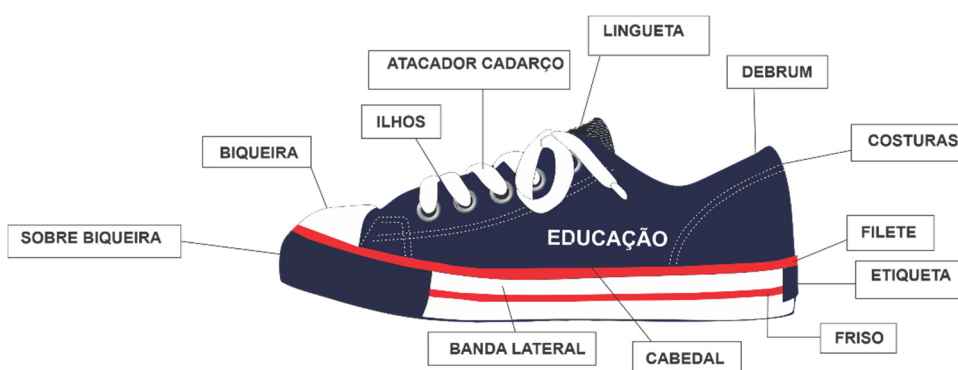 LINGUETA
ATACADOR CADARÇO
DEBRUM
ILHOS
COSTURAS
BIQUEIRA
SOBRE BIQUEIRA
EDUCAÇÃO
FILETE
ETIQUETA
FRISO
BANDA LATERAL
CABEDAL